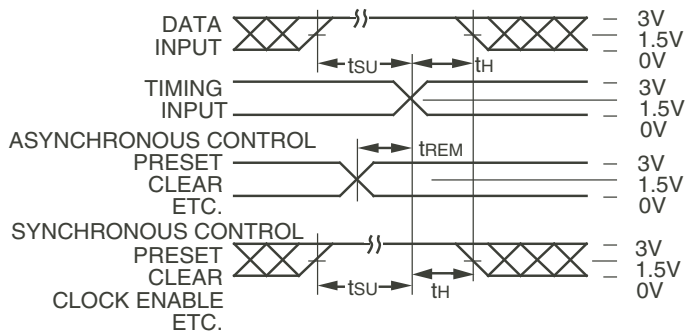 DATA
INPUT
3V
1.5V
0V
tSU
tH
TIMING
INPUT
3V
1.5V
0V
ASYNCHRONOUS CONTROL
PRESET
CLEAR
ETC.
tREM
3V
1.5V
0V
SYNCHRONOUS CONTROL
PRESET
CLEAR
CLOCK ENABLE
ETC.
tSU
tH
3V
1.5V
0V